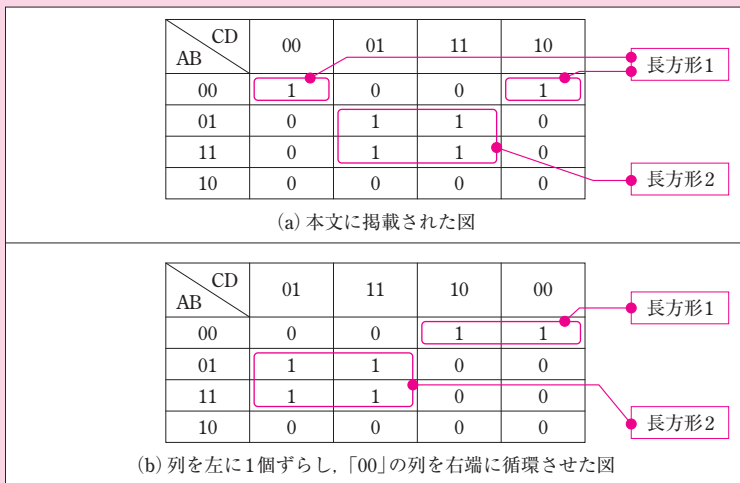 CD
AB
00 01 11 10
00 1 0 0 1
01 0 1 1 0
11 0 1 1 0
10 0 0 0 0
長方形1
長方形2
(a) 本文に掲載された図
CD
AB
01 11 10 00
00 0 0 1 1
01 1 1 0 0
11 1 1 0 0
10 0 0 0 0
長方形1
長方形2
(b) 列を左に1個ずらし,「00」の列を右端に循環させた図